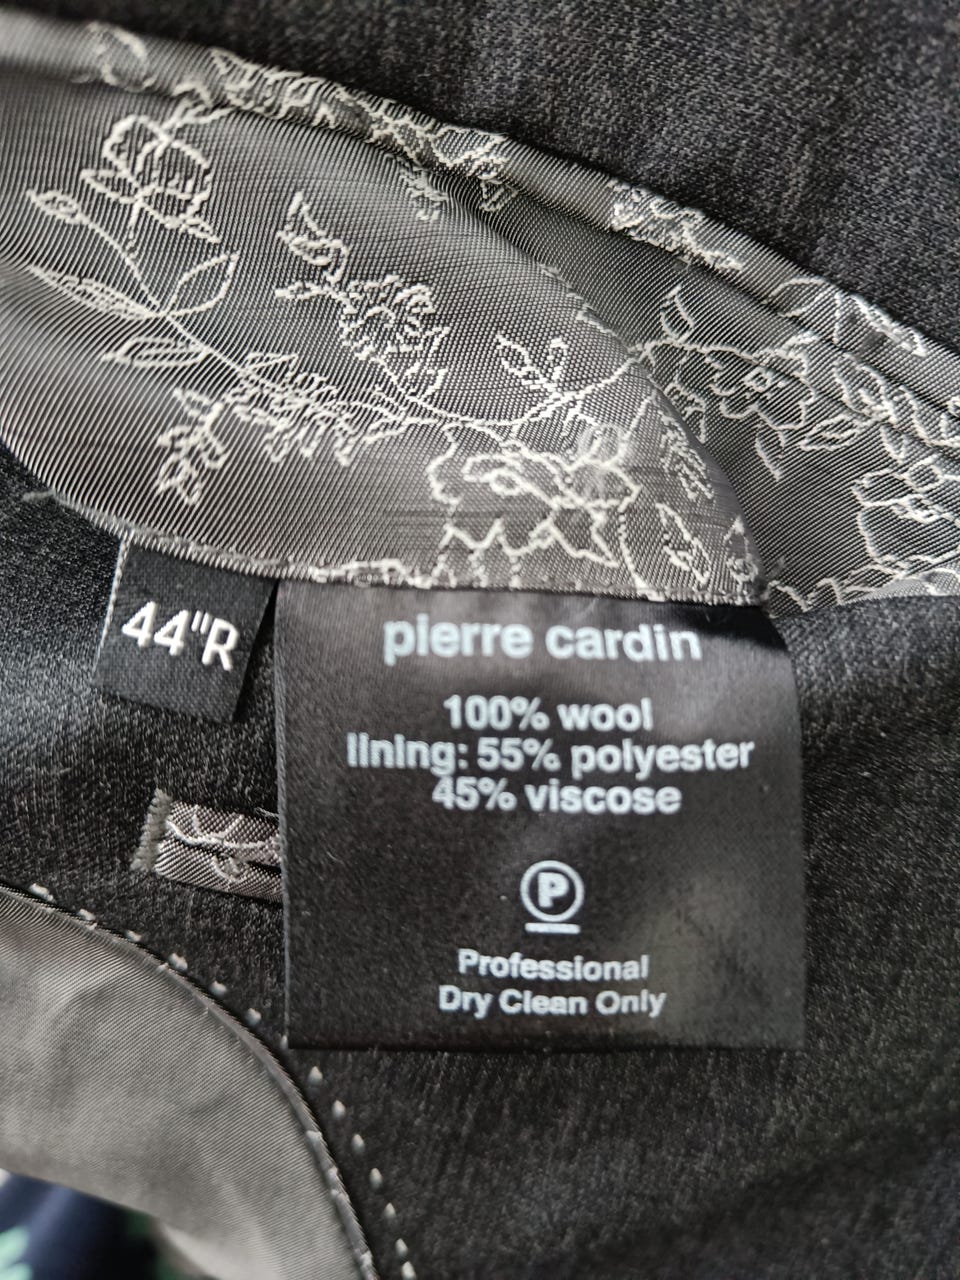 44"R
pierre cardin
100% wool
lining: 55% polyester
45% viscose
P
Professional
Dry Clean Only